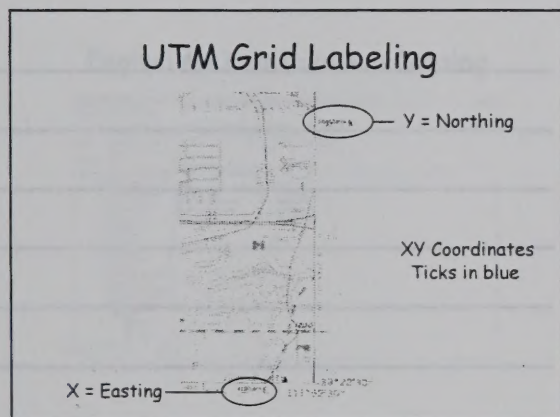 UTM Grid Labeling
Y = Northing
XY Coordinates
Ticks in blue
X = Easting